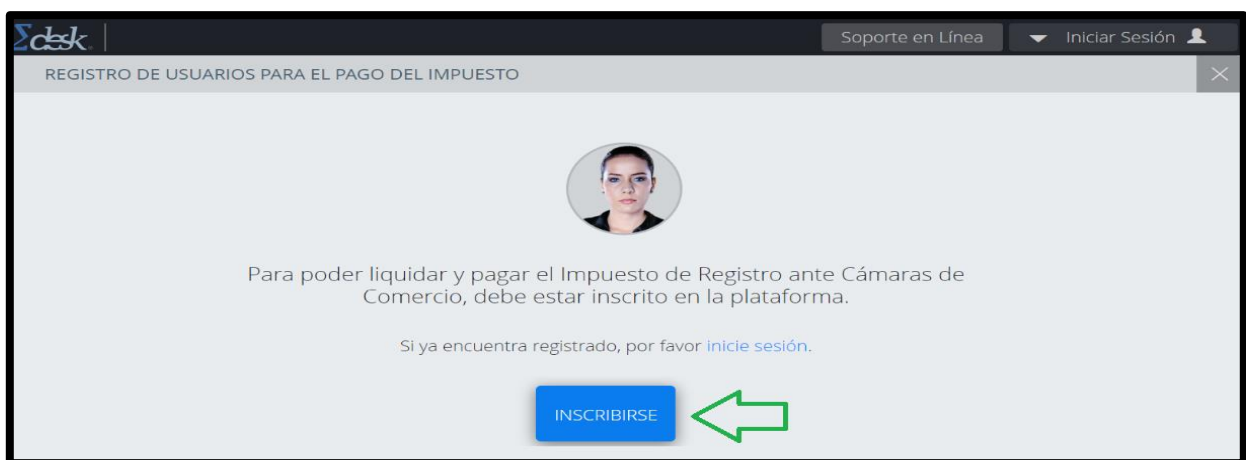 Σdesk.
Soporte en Línea
Iniciar Sesión
REGISTRO DE USUARIOS PARA EL PAGO DEL IMPUESTO
Para poder liquidar y pagar el Impuesto de Registro ante Cámaras de
Comercio, debe estar inscrito en la plataforma.
Si ya encuentra registrado, por favor inicie sesión.
INSCRIBIRSE